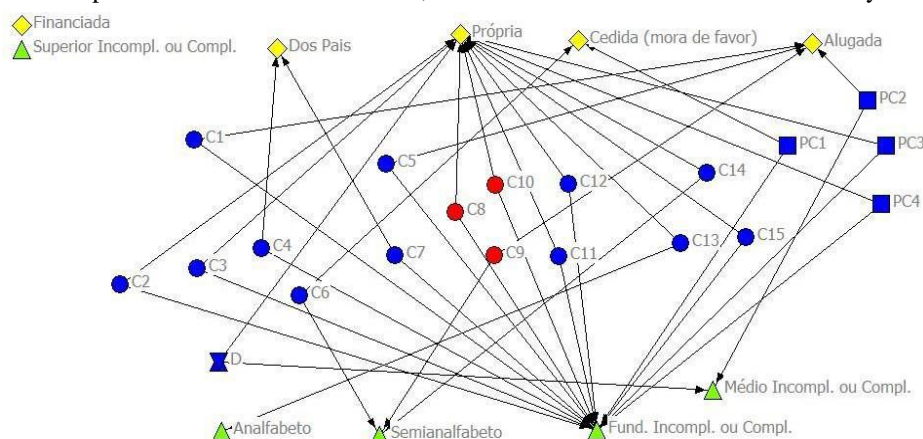 Financiada
Superior Incompl. ou Compl.
Dos Pais
Própria
Cedida (mora de favor)
Alugada
PC2
C1
PC1
PC3
C5
C10
C12
C14
C8
PC4
C4
C7
C9
C11
C13
C15
C2
C3
C6
D
Médio Incompl. ou Compl.
Analfabeto
Semianalfabeto
Fund. Incompl. ou Compl.